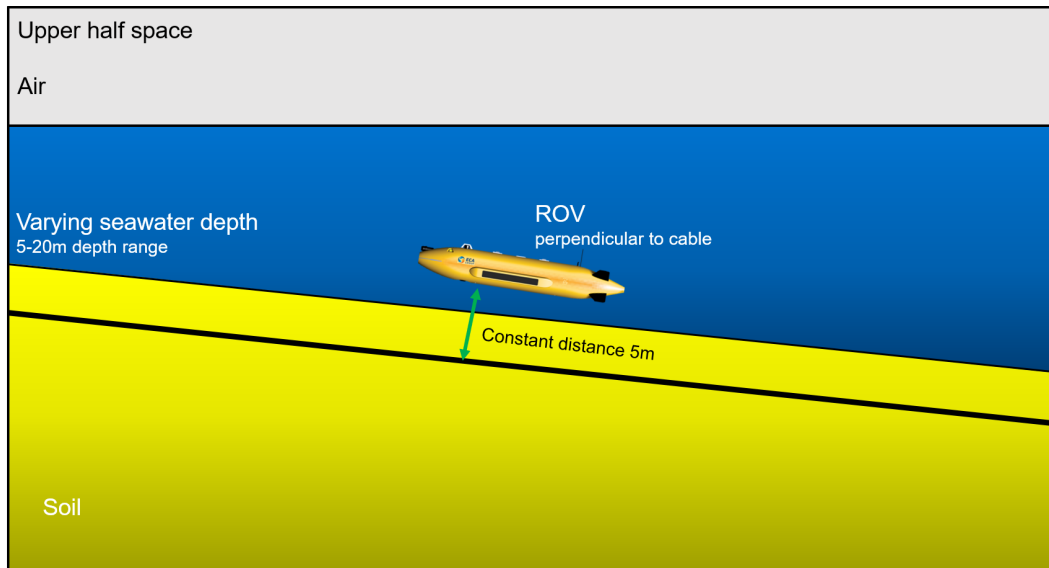 Upper half space
Air
Varying seawater depth
5-20m depth range
ROV
perpendicular to cable
ECA
Constant distance 5m
Soil